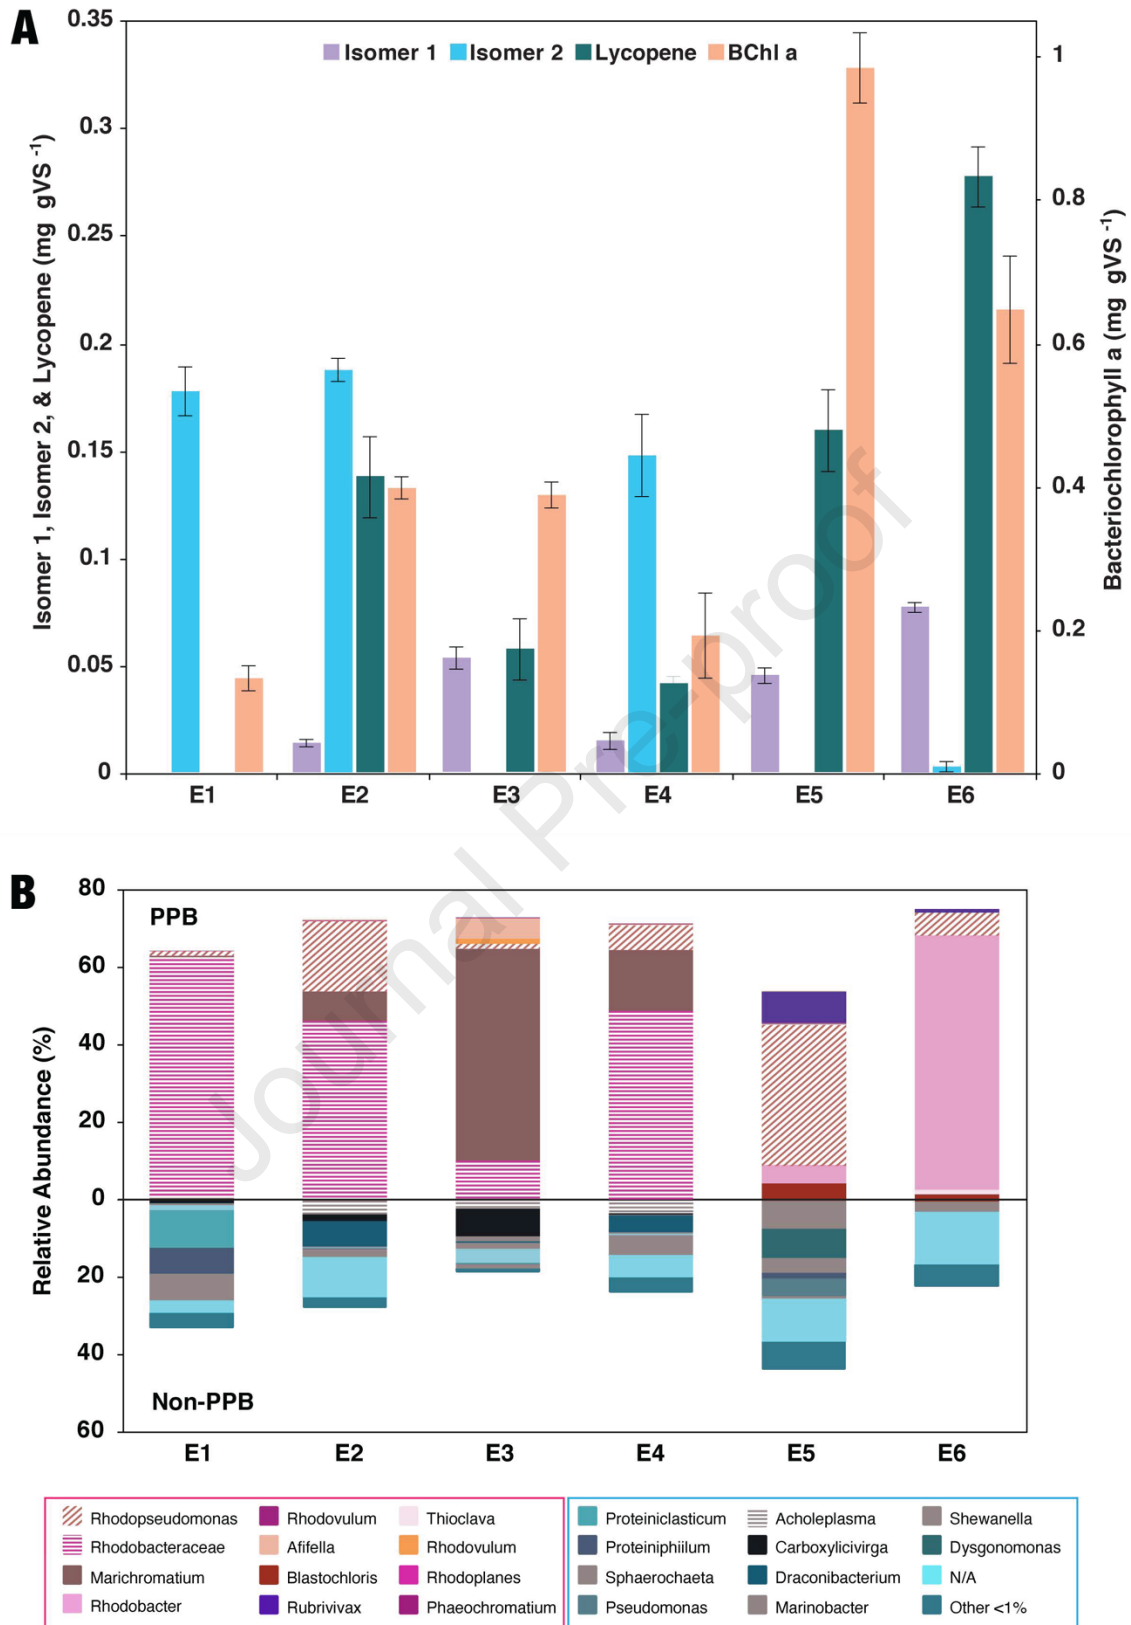 A
Isomer 1 Isomer 2 Lycopene BChl a
Isomer 1, Isomer 2, & Lycopene (mg gVS -1)
Bacteriochlorophyll a (mg gVS -1)
0.35
0.3
0.25
0.2
0.15
0.1
0.05
0
1
0.8
0.6
0.4
0.2
0
E1 E2 E3 E4 E5 E6
Journal Pre-proof
B
PPB
Non-PPB
Relative Abundance (%)
80
60
40
20
0
20
40
60
E1 E2 E3 E4 E5 E6
Rhodopseudomonas Rhodovulum Thioclava
Rhodobacteraceae Afifella Rhodovulum
Marichromatium Blastochloris Rhodoplanes
Rhodobacter Rubrivivax Phaeochromatium
Proteiniclasticum Acholeplasma Shewanella
Proteiniphiilum Carboxylicivirga Dysgonomonas
Sphaerochaeta Draconibacterium N/A
Pseudomonas Marinobacter Other <1%